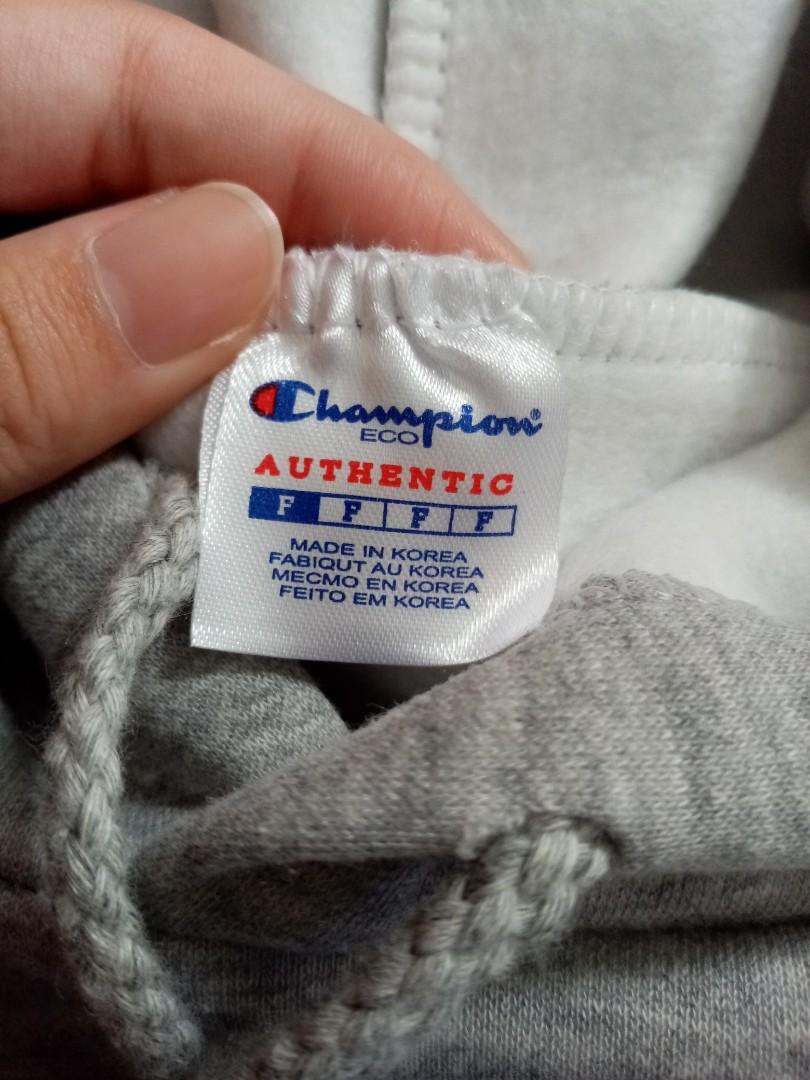 Champion®
ECO
AUTHENTIC
F F F F
MADE IN KOREA
FABIQUT AU KOREA
MECMO EN KOREA
FEITO EM KOREA